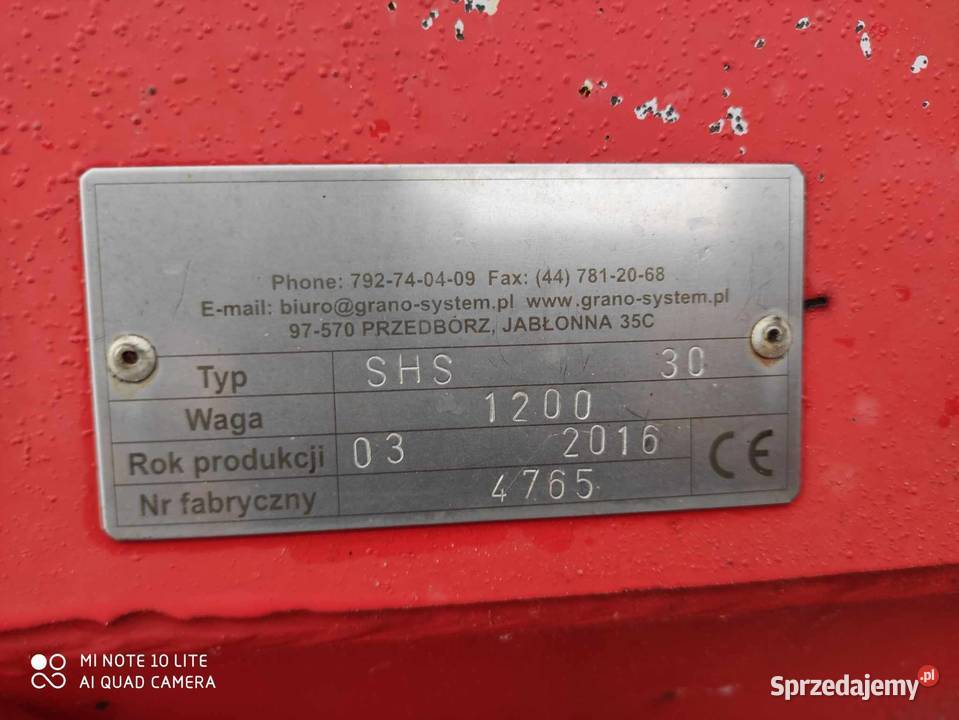 Phone: 792-74-04-09 Fax: (44) 781-20-68
E-mail: biuro@grano-system.pl www.grano-system.pl
97-570 PRZEDBÓRZ, JABŁONNA 35C
Typ SHS 30
Waga 1200
Rok produkcji 03 2016
Nr fabryczny 4765
CE
MI NOTE 10 LITE
AI QUAD CAMERA
Sprzedajemy.pl